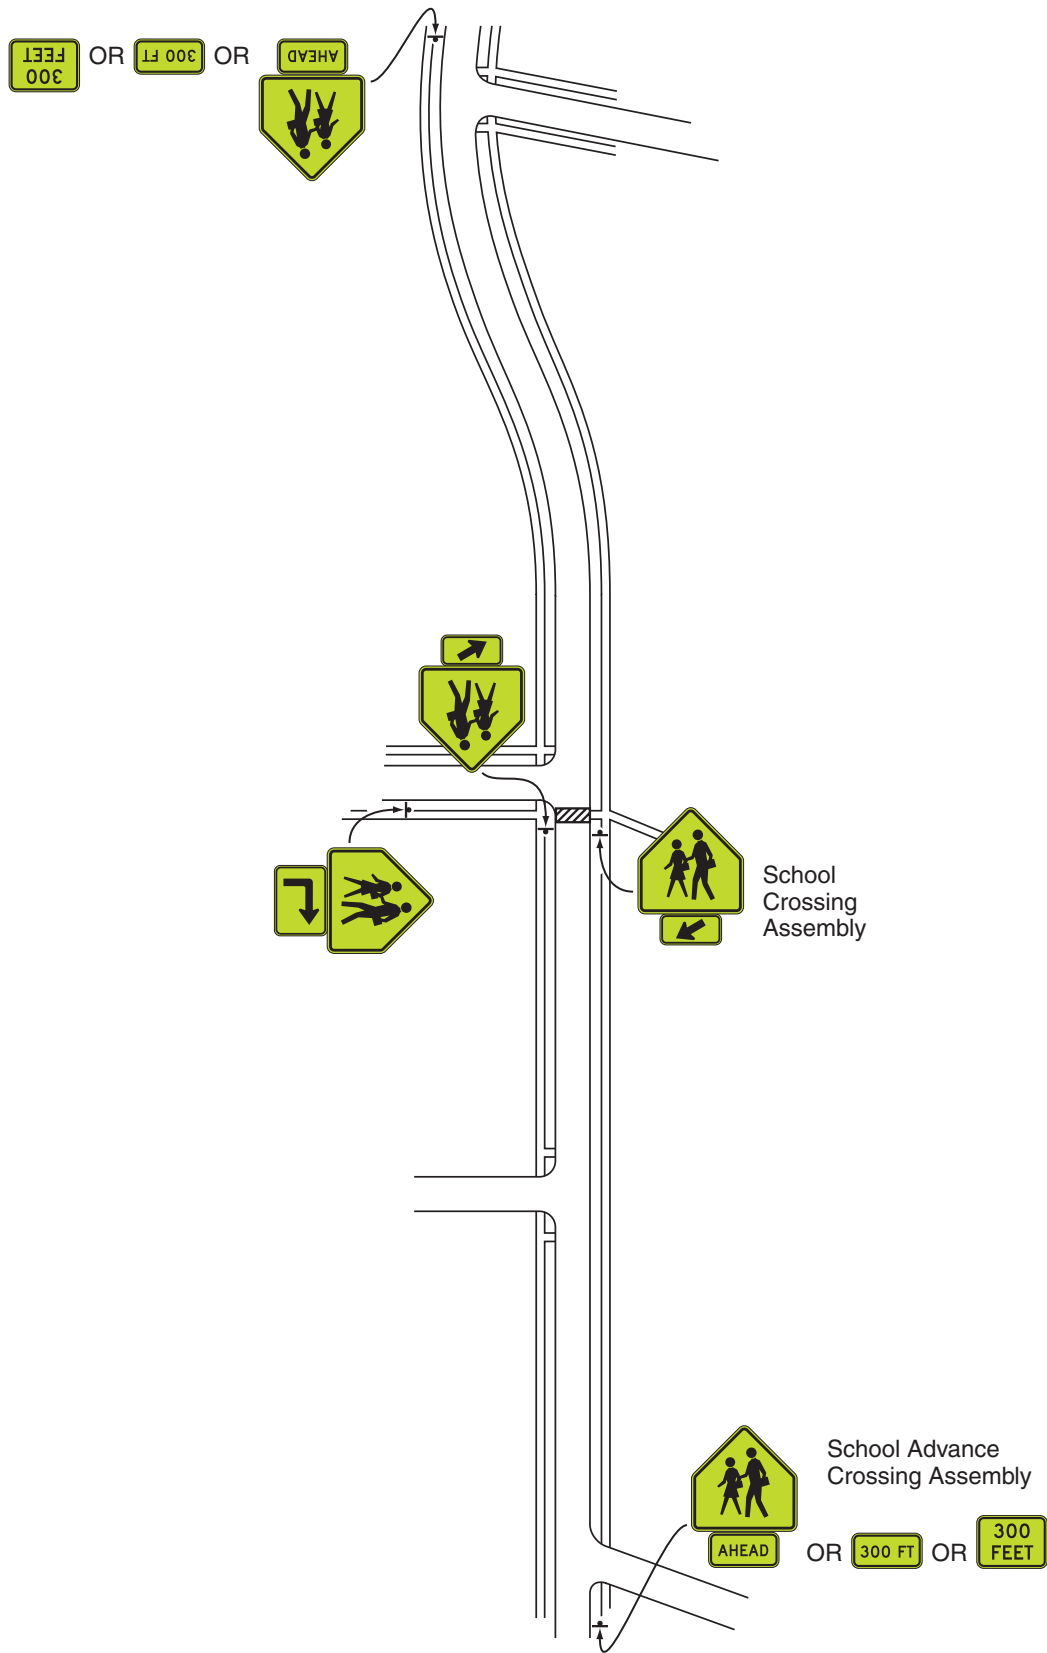 300
FEET
OR
300 FT
OR
AHEAD
School
Crossing
Assembly
School Advance
Crossing Assembly
AHEAD
OR
300 FT
OR
300
FEET